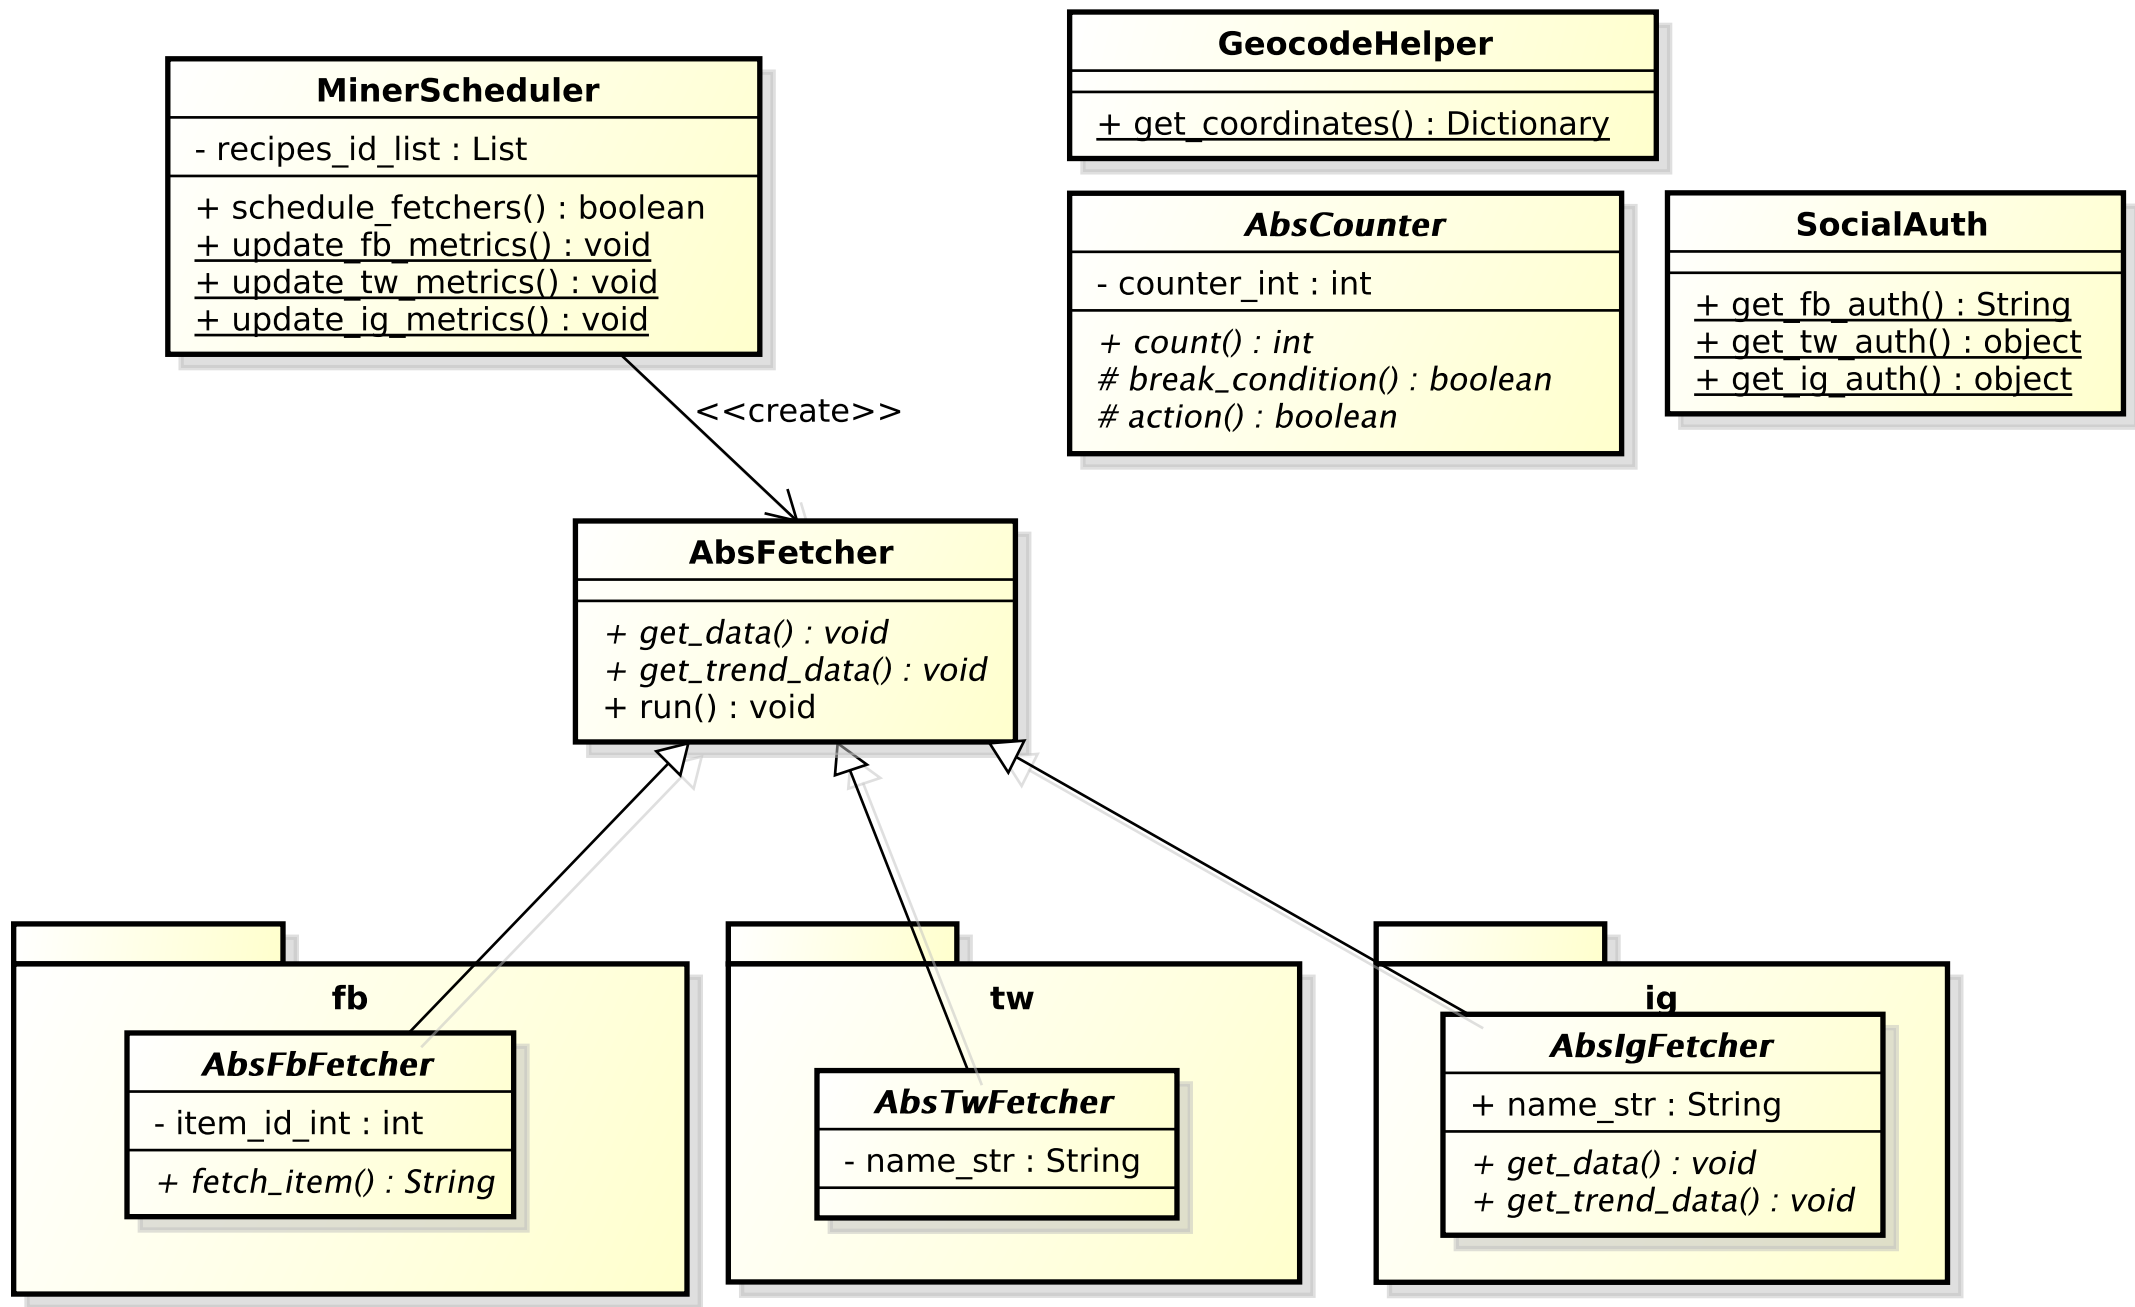 MinerScheduler
- recipes_id_list : List
+ schedule_fetchers() : boolean
+ update_fb_metrics() : void
+ update_tw_metrics() : void
+ update_ig_metrics() : void
GeocodeHelper
+ get_coordinates() : Dictionary
AbsCounter
- counter_int : int
+ count() : int
# break_condition() : boolean
# action() : boolean
SocialAuth
+ get_fb_auth() : String
+ get_tw_auth() : object
+ get_ig_auth() : object
<<create>>
AbsFetcher
+ get_data() : void
+ get_trend_data() : void
+ run() : void
fb
AbsFbFetcher
- item_id_int : int
+ fetch_item() : String
tw
AbsTwFetcher
- name_str : String
ig
AbsIgFetcher
+ name_str : String
+ get_data() : void
+ get_trend_data() : void